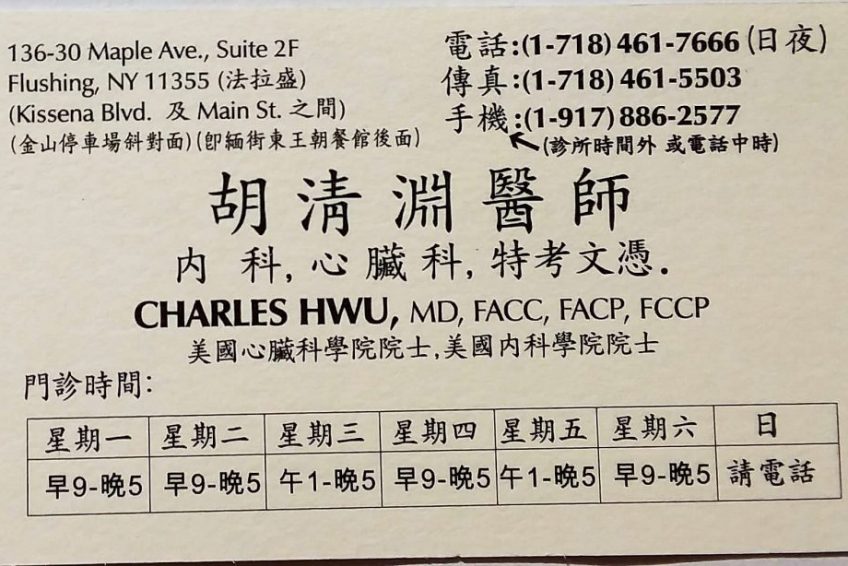 136-30 Maple Ave., Suite 2F
Flushing, NY 11355 (法拉盛)
(Kissena Blvd. 及 Main St. 之間)
(金山停車場斜對面)(即緬街東王朝餐館後面)
電話:(1-718) 461-7666 (日夜)
傳真:(1-718) 461-5503
手機:(1-917) 886-2577
(診所時間外 或電話中時)
胡清淵醫師
內科,心臟科,特考文憑.
CHARLES HWU, MD, FACC, FACP, FCCP
美國心臟科學院院士,美國內科學院院士
門診時間:
星期一 星期二 星期三 星期四 星期五 星期六 日
早9-晚5 早9-晚5 午1-晚5 早9-晚5 午1-晚5 早9-晚5 請電話